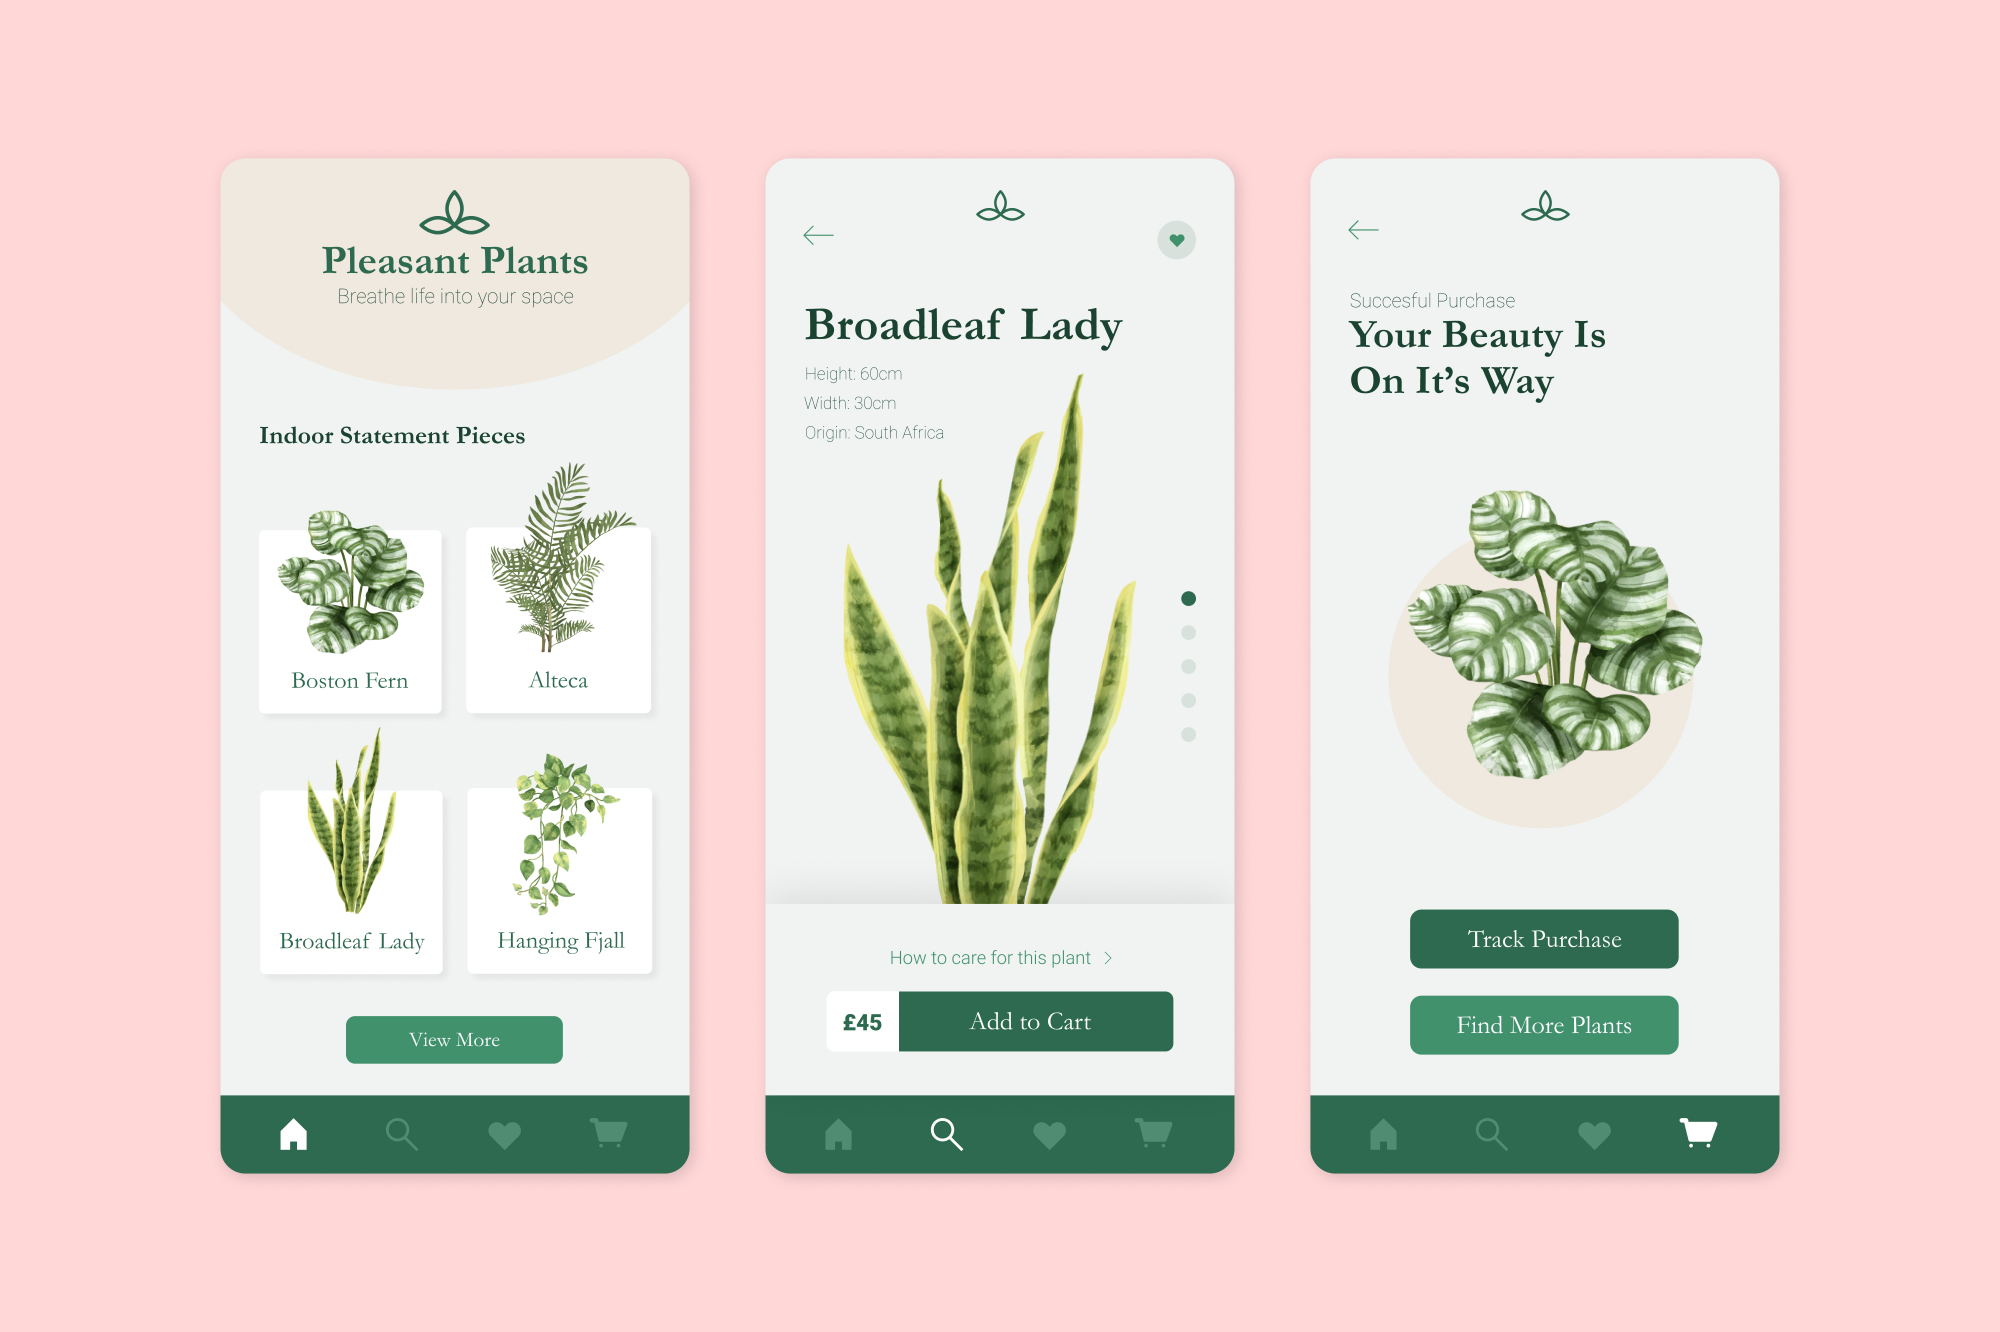 Pleasant Plants
Breathe life into your space
Indoor Statement Pieces
Boston Fern
Alteca
Broadleaf Lady
Hanging Fjall
View More
Broadleaf Lady
Height: 60cm
Width: 30cm
Origin: South Africa
How to care for this plant
£45
Add to Cart
Succesful Purchase
Your Beauty Is
On It’s Way
Track Purchase
Find More Plants